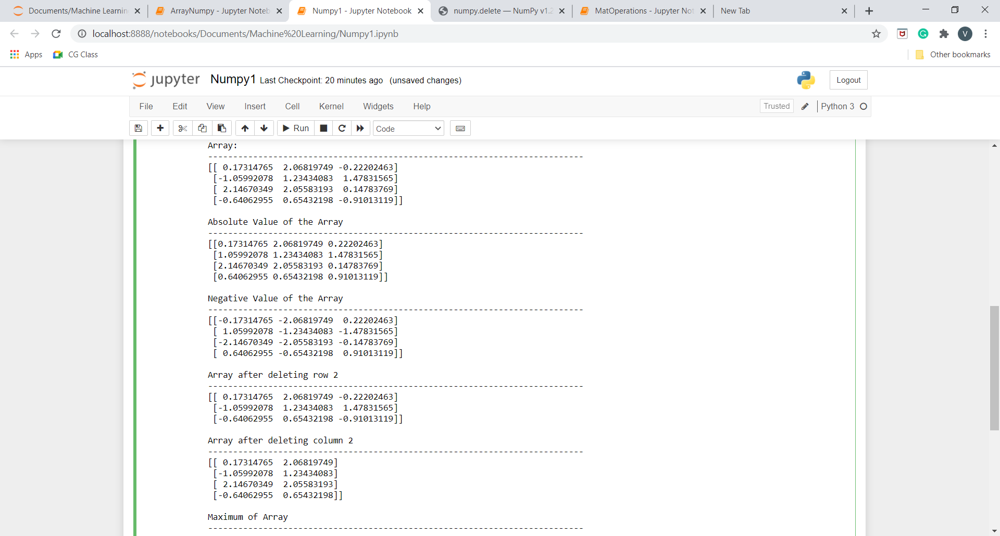 Documents/Machine Learnin
ArrayNumpy - Jupyter Noteb
Numpy1 - Jupyter Notebook
numpy.delete — NumPy v1.2
MatOperations - Jupyter Not
New Tab
localhost:8888/notebooks/Documents/Machine%20Learning/Numpy1.ipynb
V
Apps
CG Class
Other bookmarks
jupyter
Numpy1 Last Checkpoint: 20 minutes ago (unsaved changes)
Logout
File Edit View Insert Cell Kernel Widgets Help
Trusted
Python 3
Run
Code
Array:
---------------------------------------------------------------------------
[[ 0.17314765  2.06819749 -0.22202463]
 [-1.05992078  1.23434083  1.47831565]
 [ 2.14670349  2.05583193  0.14783769]
 [-0.64062955  0.65432198 -0.91013119]]
Absolute Value of the Array
---------------------------------------------------------------------------
[[0.17314765 2.06819749 0.22202463]
 [1.05992078 1.23434083 1.47831565]
 [2.14670349 2.05583193 0.14783769]
 [0.64062955 0.65432198 0.91013119]]
Negative Value of the Array
---------------------------------------------------------------------------
[[-0.17314765 -2.06819749  0.22202463]
 [ 1.05992078 -1.23434083 -1.47831565]
 [-2.14670349 -2.05583193 -0.14783769]
 [ 0.64062955 -0.65432198  0.91013119]]
Array after deleting row 2
---------------------------------------------------------------------------
[[ 0.17314765  2.06819749 -0.22202463]
 [-1.05992078  1.23434083  1.47831565]
 [-0.64062955  0.65432198 -0.91013119]]
Array after deleting column 2
---------------------------------------------------------------------------
[[ 0.17314765  2.06819749]
 [-1.05992078  1.23434083]
 [ 2.14670349  2.05583193]
 [-0.64062955  0.65432198]]
Maximum of Array
---------------------------------------------------------------------------